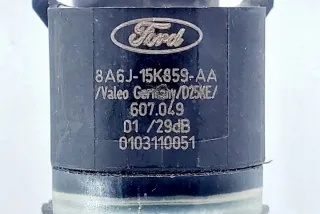 Ford
8A6J-15K859-AA
/Valeo Germany/D25KE/
607.049
01 /29dB
0103110051